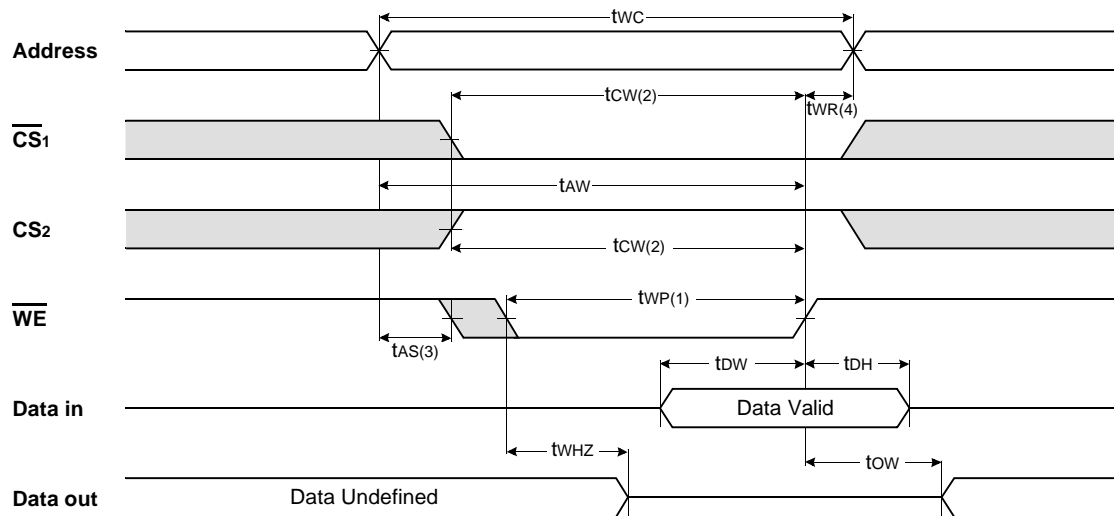 tWC
Address
tCW(2)
tWR(4)
CS1
tAW
CS2
tCW(2)
tWP(1)
WE
tAS(3)
tDW
tDH
Data in
Data Valid
tWHZ
tOW
Data out
Data Undefined